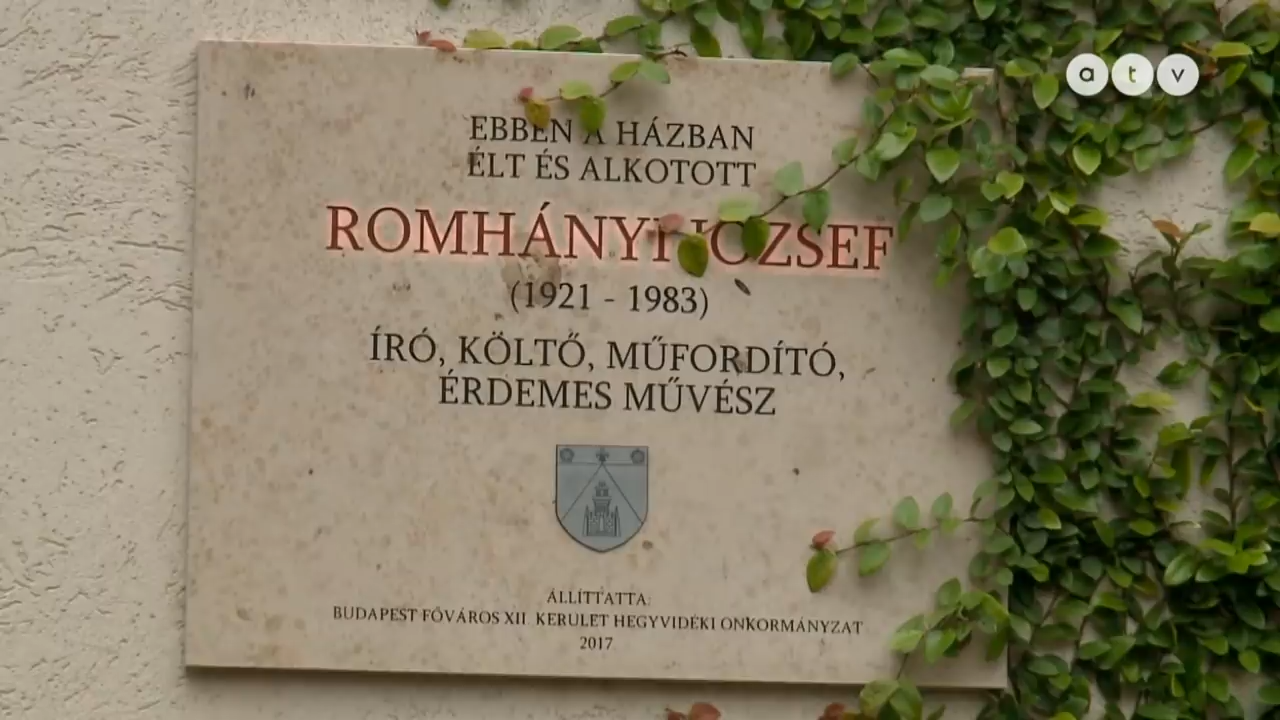 atv
EBBEN A HÁZBAN
ÉLT ÉS ALKOTOTT
ROMHÁNYI JÓZSEF
(1921 - 1983)
ÍRÓ, KÖLTŐ, MŰFORDÍTÓ,
ÉRDEMES MŰVÉSZ
ÁLLÍTTATTA:
BUDAPEST FŐVÁROS XII. KERÜLET HEGYVIDÉKI ÖNKORMÁNYZAT
2017